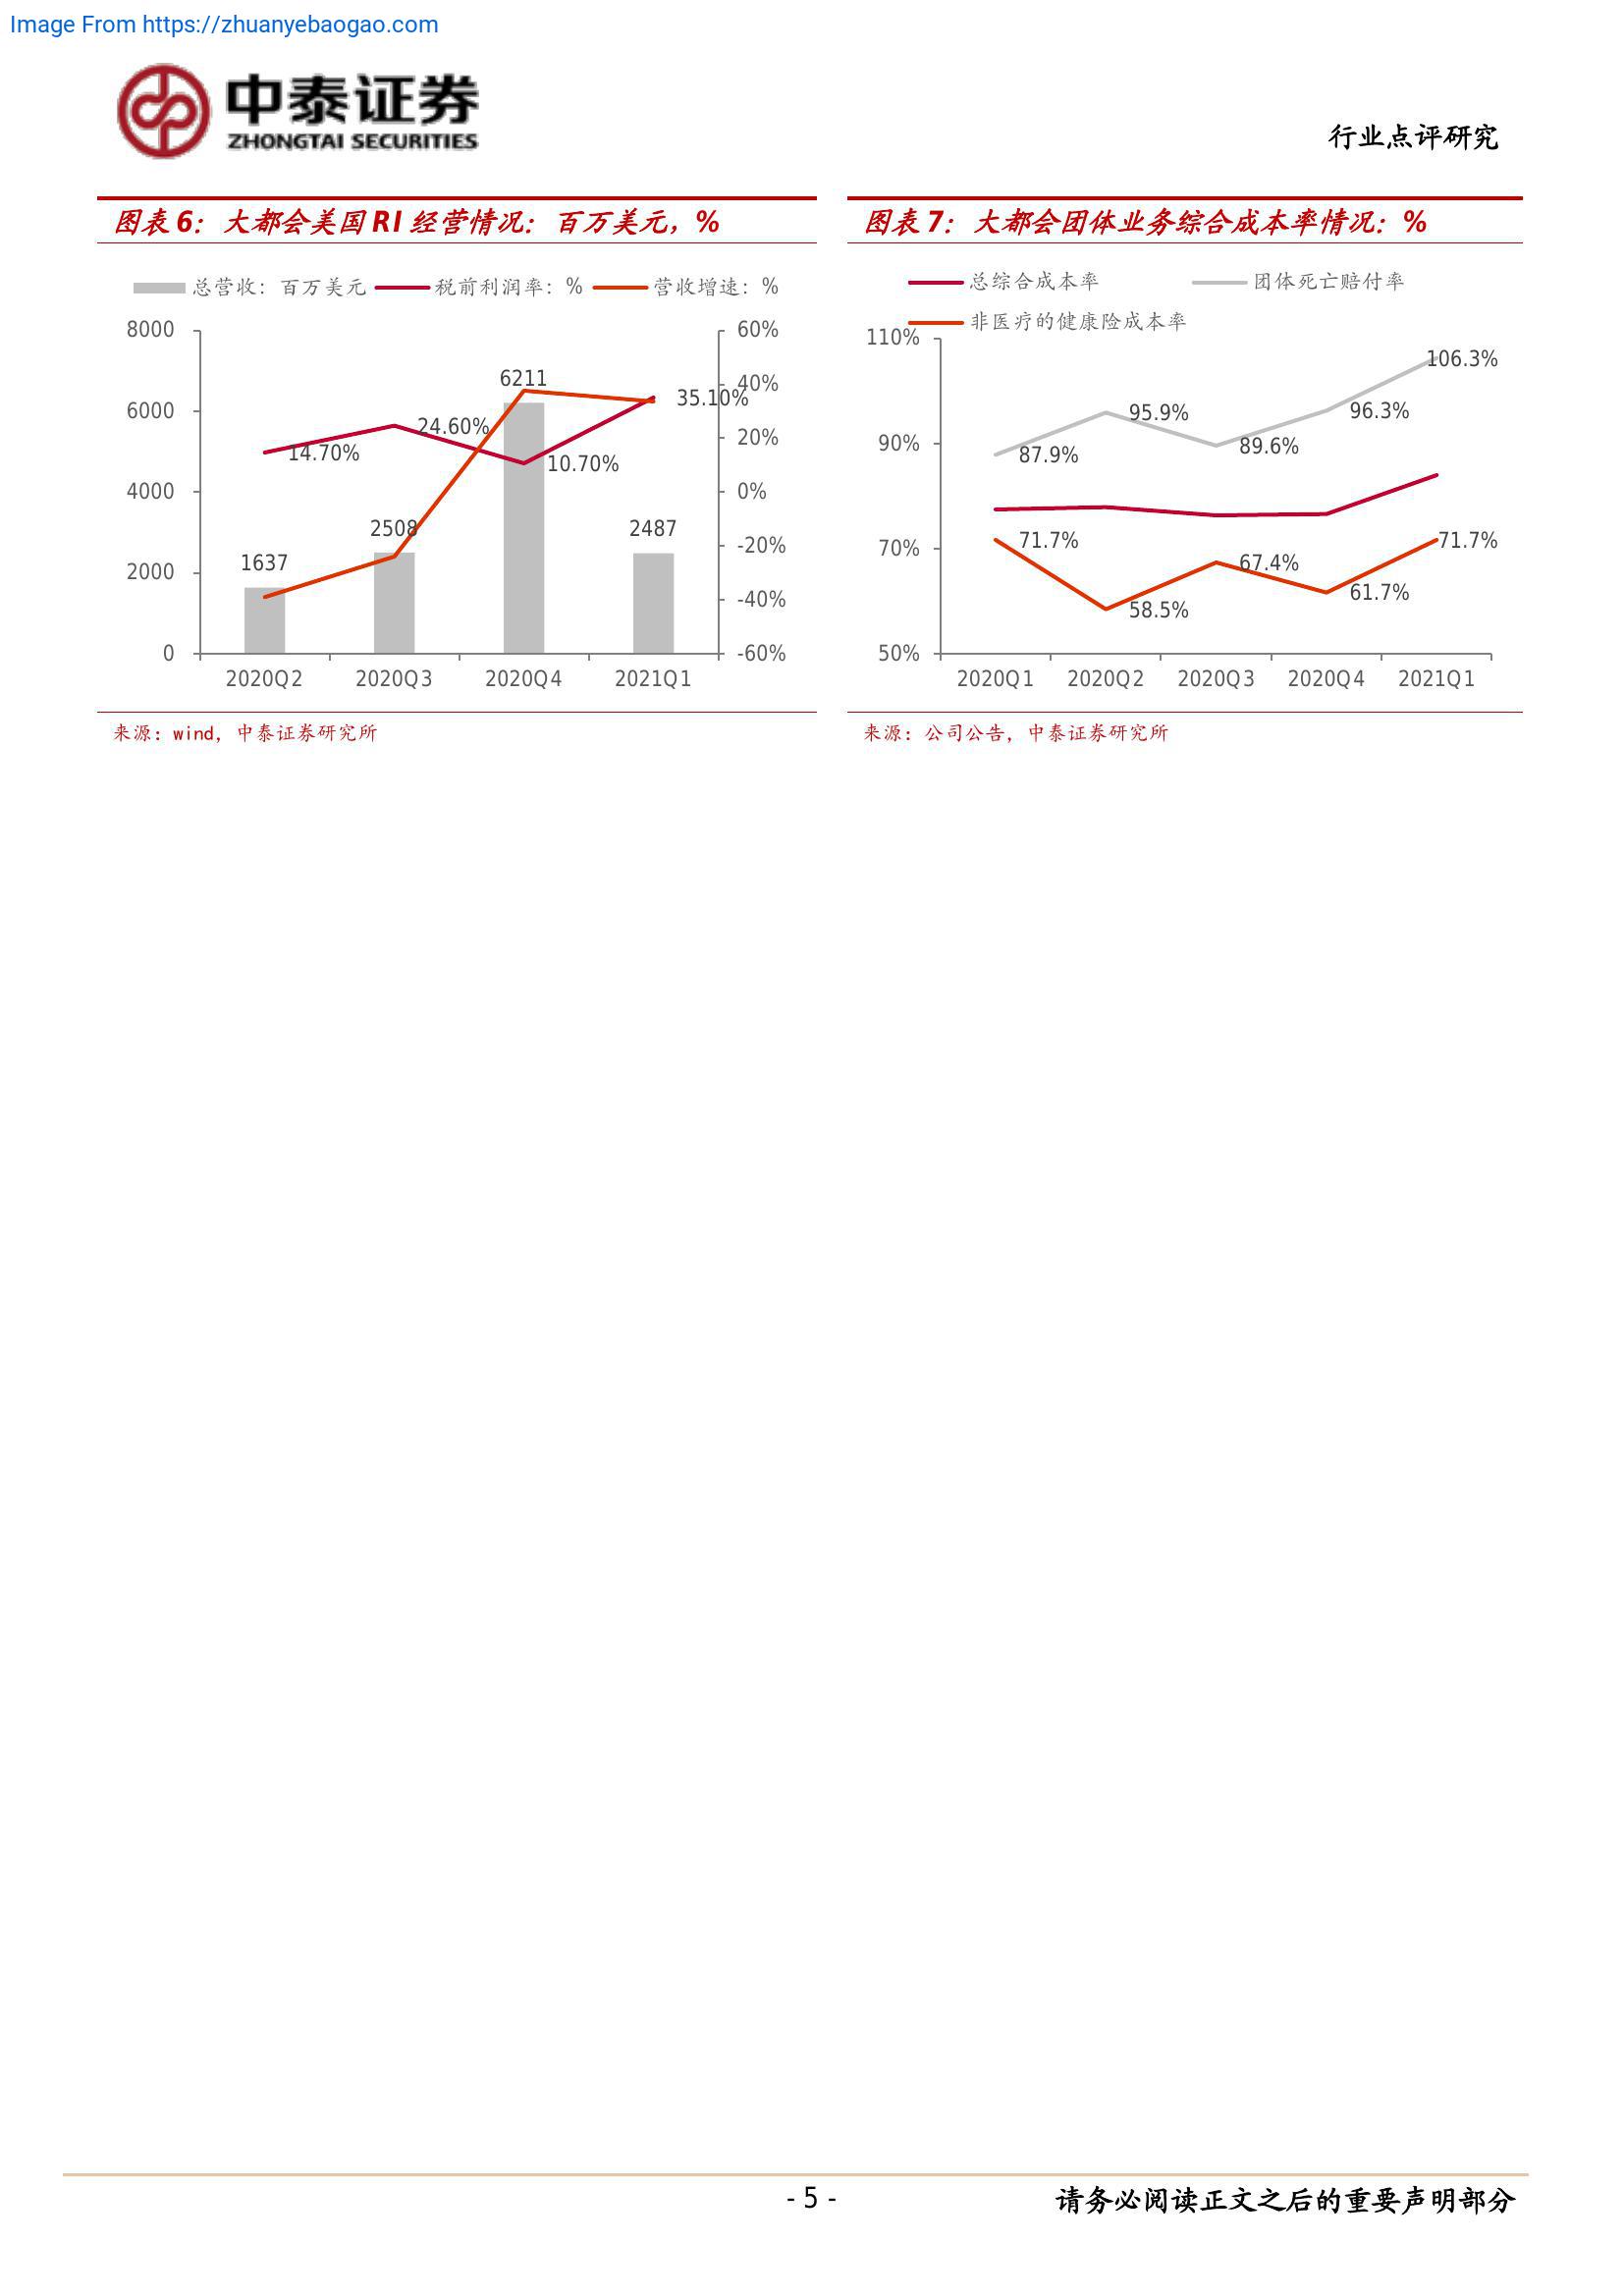 Image From https://zhuanyebaogao.com
中泰证券
ZHONGTAI SECURITIES
行业点评研究
图表 6：大都会美国 RI 经营情况：百万美元，%
总营收：百万美元 税前利润率：% 营收增速：%
8000 60%
6211 40%
35.10%
6000
24.60% 20%
14.70% 10.70%
4000 0%
2508 2487
1637 -20%
2000
-40%
0 -60%
2020Q2 2020Q3 2020Q4 2021Q1
来源：wind，中泰证券研究所
图表 7：大都会团体业务综合成本率情况：%
总综合成本率 团体死亡赔付率
非医疗的健康险成本率
110%
106.3%
95.9% 96.3%
90%
87.9% 89.6%
71.7% 71.7%
70%
67.4%
58.5% 61.7%
50%
2020Q1 2020Q2 2020Q3 2020Q4 2021Q1
来源：公司公告，中泰证券研究所
- 5 -
请务必阅读正文之后的重要声明部分